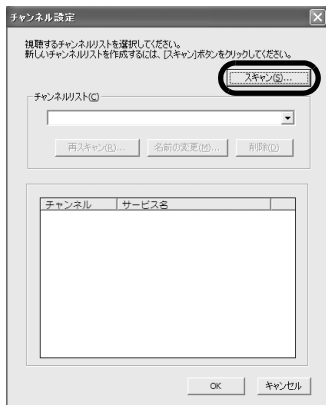 チャンネル設定
視聴するチャンネルリストを選択してください。
新しいチャンネルリストを作成するには、[スキャン]ボタンをクリックしてください。
スキャン(S)...
チャンネルリスト(C)
再スキャン(R)... 名前の変更(M)... 削除(D)
チャンネル サービス名
OK キャンセル